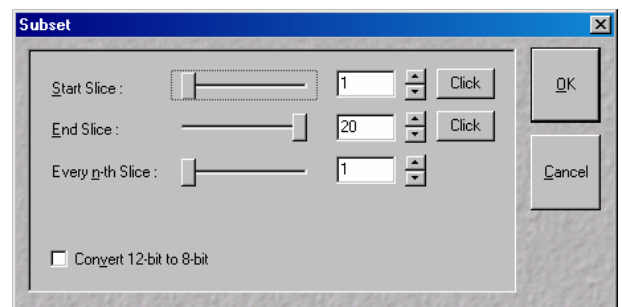 Subset
Start Slice : 1 Click
OK
End Slice : 20 Click
Every n-th Slice : 1
Cancel
Convert 12-bit to 8-bit